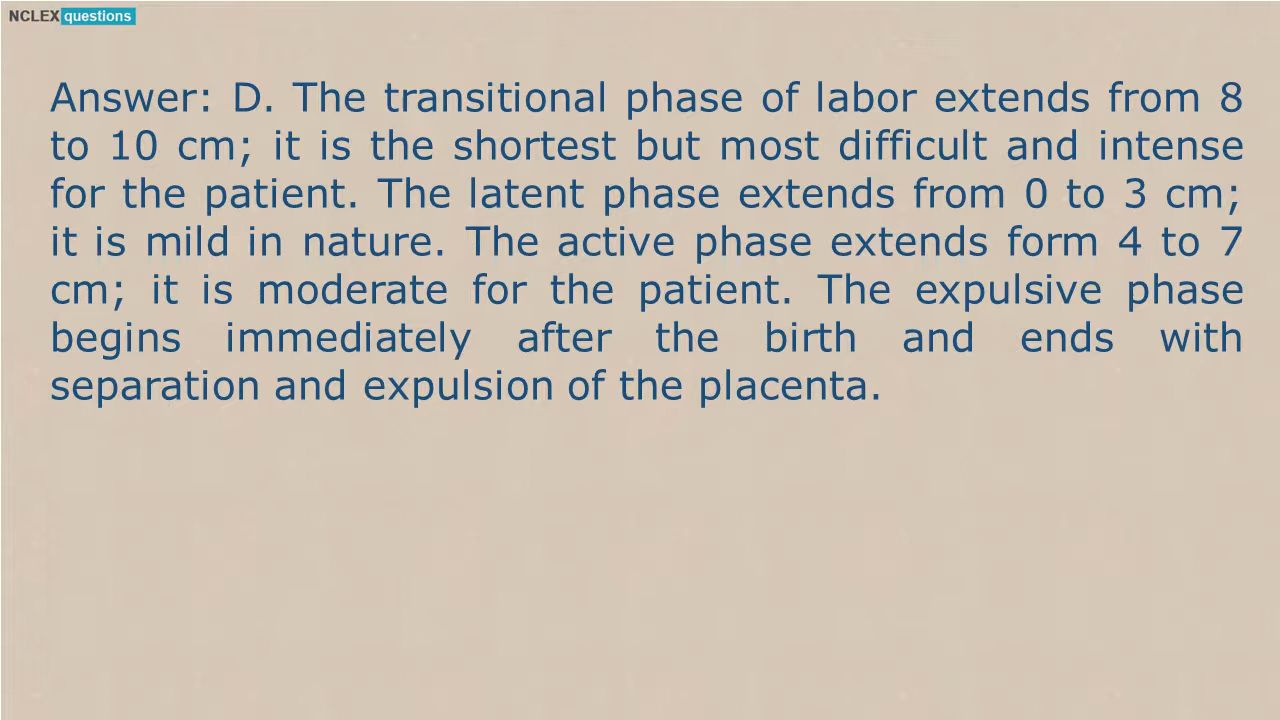 NCLEX questions
Answer: D. The transitional phase of labor extends from 8
to 10 cm; it is the shortest but most difficult and intense
for the patient. The latent phase extends from 0 to 3 cm;
it is mild in nature. The active phase extends form 4 to 7
cm; it is moderate for the patient. The expulsive phase
begins immediately after the birth and ends with
separation and expulsion of the placenta.